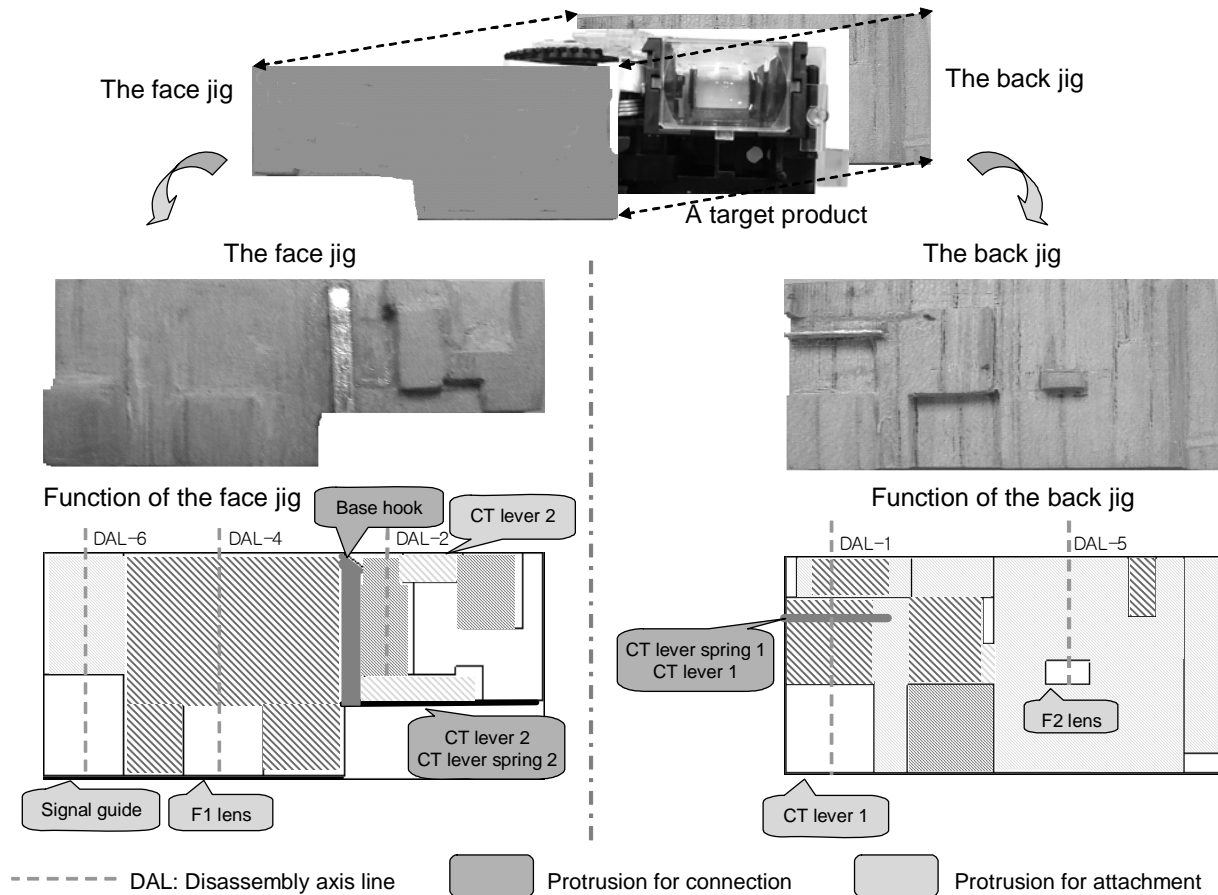 The face jig
The back jig
A target product
The face jig
The back jig
Function of the face jig
Base hook
CT lever 2
DAL-6
DAL-4
DAL-2
CT lever 2
CT lever spring 2
Signal guide
F1 lens
Function of the back jig
DAL-1
DAL-5
CT lever spring 1
CT lever 1
F2 lens
CT lever 1
DAL: Disassembly axis line
Protrusion for connection
Protrusion for attachment